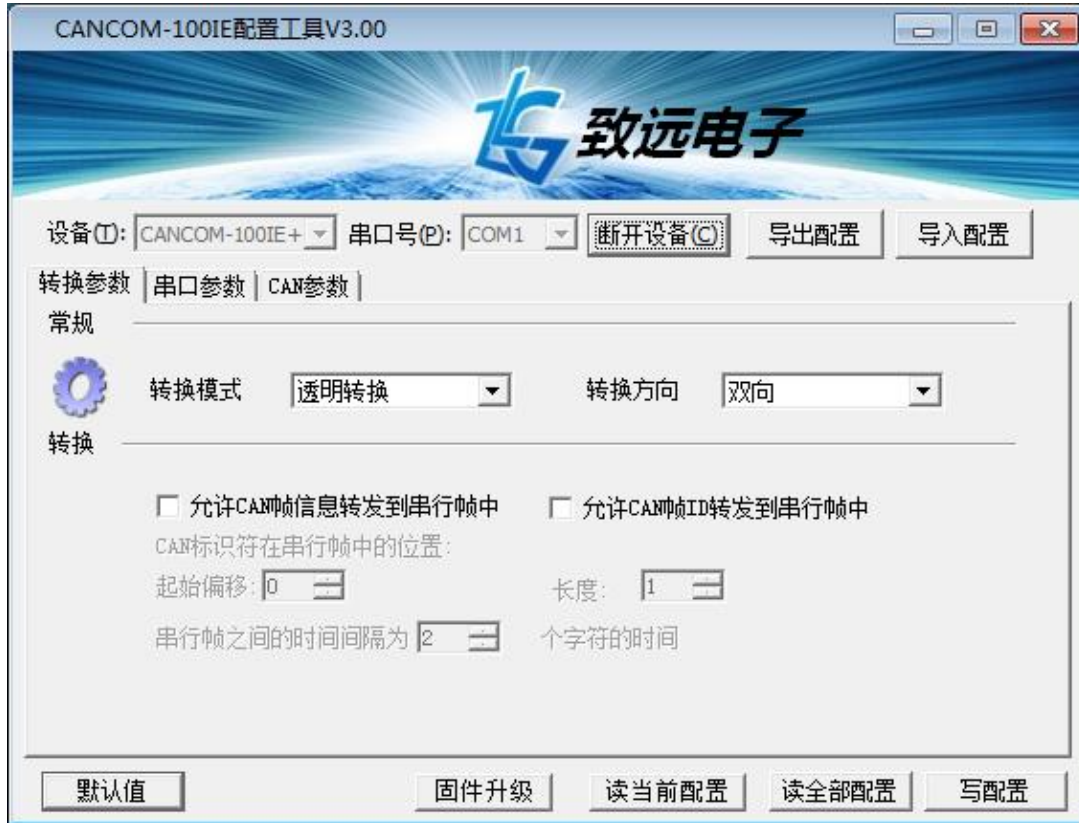 CANCOM-100IE配置工具V3.00
致远电子
设备(T): CANCOM-100IE+ 串口号(P): COM1 断开设备(C) 导出配置 导入配置
转换参数 串口参数 CAN参数
常规
转换模式 透明转换 转换方向 双向
转换
允许CAN帧信息转发到串行帧中 允许CAN帧ID转发到串行帧中
CAN标识符在串行帧中的位置:
起始偏移: 0 长度: 1
串行帧之间的时间间隔为 2 个字符的时间
默认值 固件升级 读当前配置 读全部配置 写配置